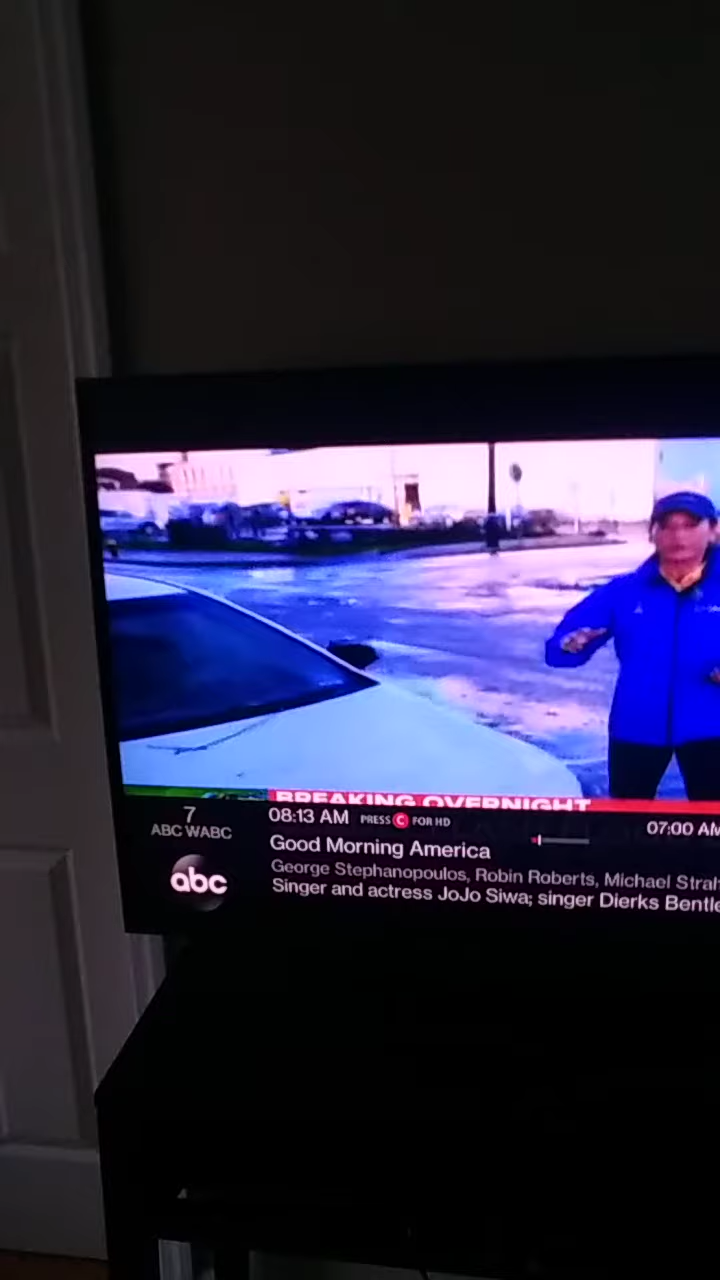 BREAKING OVERNIGHT
7
ABC WABC
abc
08:13 AM PRESS C FOR HD
07:00 AM
Good Morning America
George Stephanopoulos, Robin Roberts, Michael Strah
Singer and actress JoJo Siwa; singer Dierks Bentle